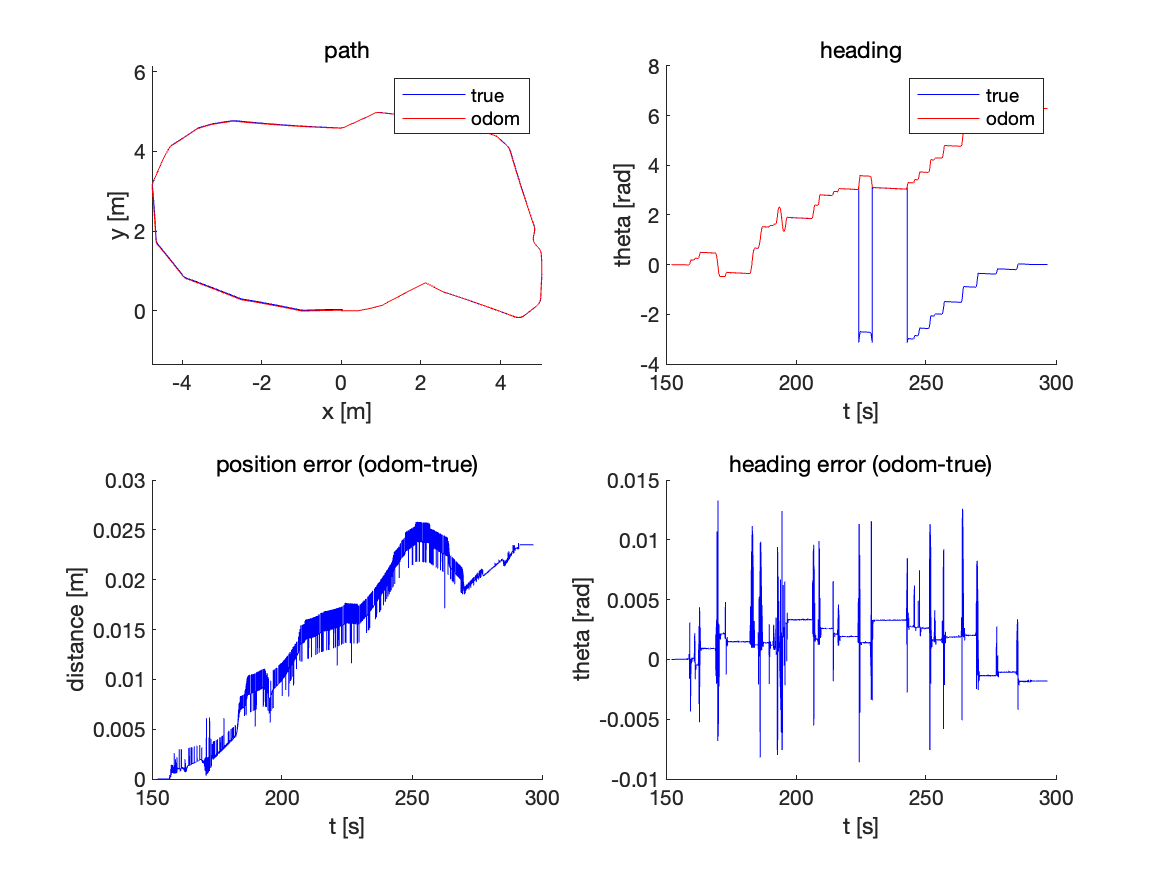 path
6
4
2
0
y [m]
-4
-2
0
2
4
x [m]
true
odom
heading
8
6
4
2
0
-2
-4
theta [rad]
150
200
250
300
t [s]
true
odom
position error (odom-true)
0.03
0.025
0.02
0.015
0.01
0.005
0
distance [m]
150
200
250
300
t [s]
heading error (odom-true)
0.015
0.01
0.005
0
-0.005
-0.01
theta [rad]
150
200
250
300
t [s]